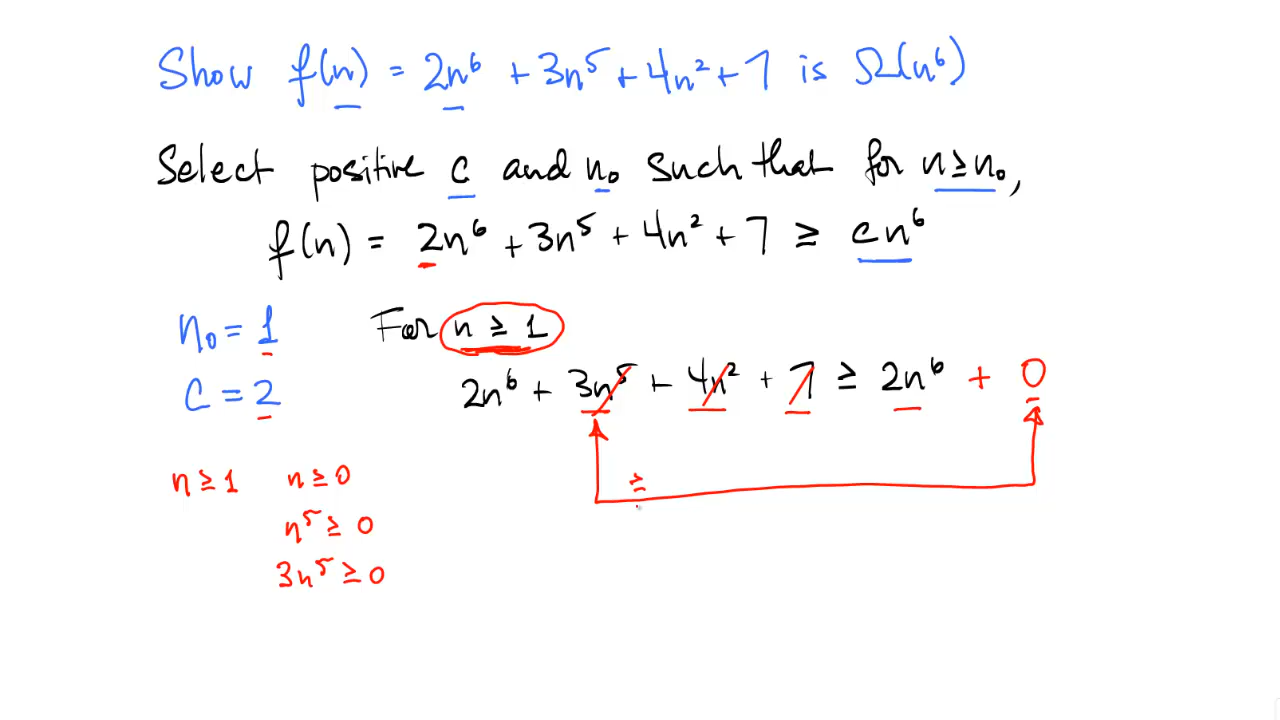 Show f(n) = 2n⁶ + 3n⁵ + 4n² + 7 is Ω(n⁶)
Select positive c and n₀ such that for n ≥ n₀,
f(n) = 2n⁶ + 3n⁵ + 4n² + 7 ≥ cn⁶
n₀ = 1 For n ≥ 1
2n⁶ + 3n⁵ + 4n² + 7 ≥ 2n⁶ + 0
C = 2
≥
n ≥ 1 n ≥ 0
n⁵ ≥ 0
3n⁵ ≥ 0